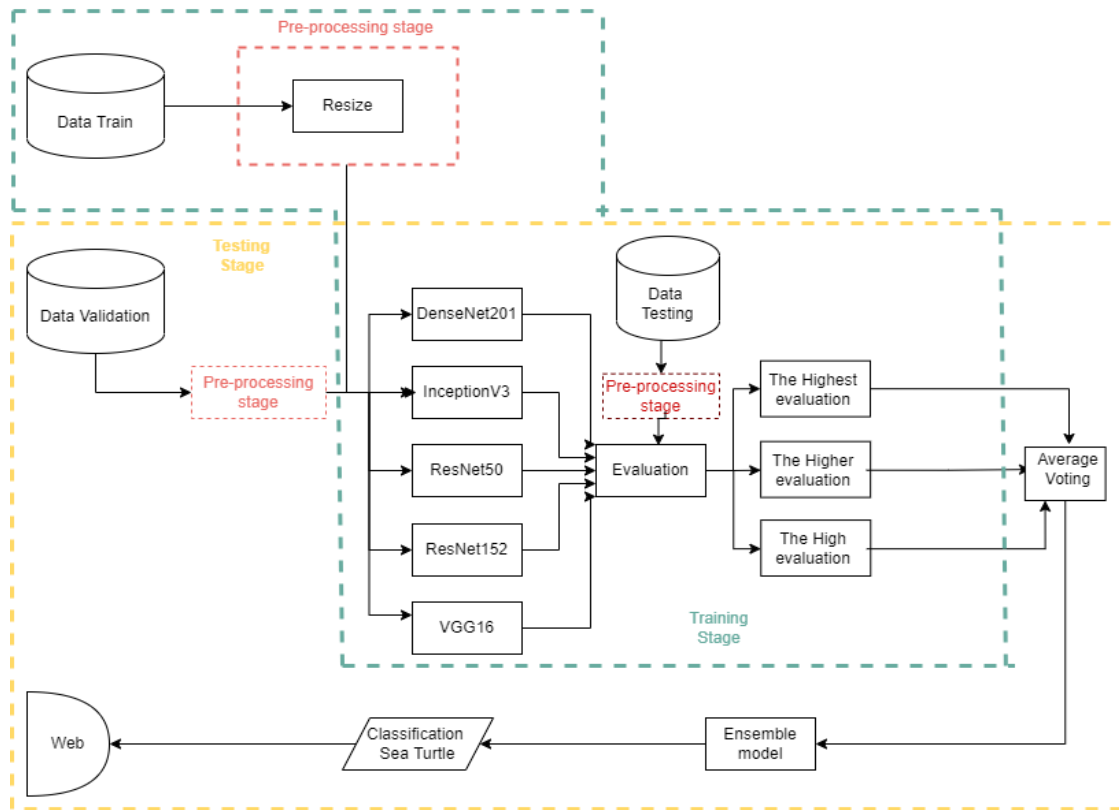 Pre-processing stage
Data Train
Resize
Testing
Stage
Data Validation
Pre-processing
stage
DenseNet201
InceptionV3
ResNet50
ResNet152
VGG16
Data
Testing
Pre-processing
stage
Evaluation
The Highest
evaluation
The Higher
evaluation
The High
evaluation
Average
Voting
Training
Stage
Web
Classification
Sea Turtle
Ensemble
model